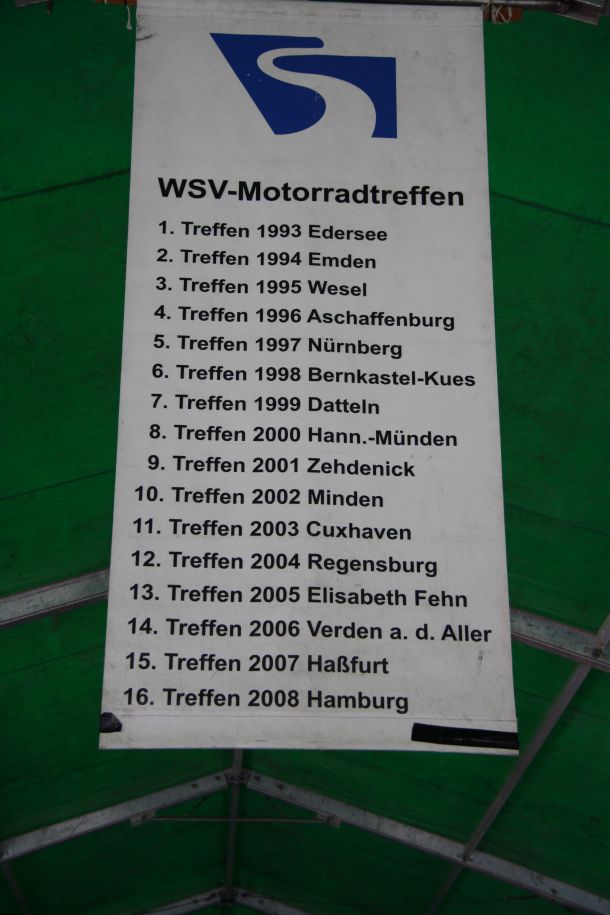 WSV-Motorradtreffen
1. Treffen 1993 Edersee
2. Treffen 1994 Emden
3. Treffen 1995 Wesel
4. Treffen 1996 Aschaffenburg
5. Treffen 1997 Nürnberg
6. Treffen 1998 Bernkastel-Kues
7. Treffen 1999 Datteln
8. Treffen 2000 Hann.-Münden
9. Treffen 2001 Zehdenick
10. Treffen 2002 Minden
11. Treffen 2003 Cuxhaven
12. Treffen 2004 Regensburg
13. Treffen 2005 Elisabeth Fehn
14. Treffen 2006 Verden a. d. Aller
15. Treffen 2007 Haßfurt
16. Treffen 2008 Hamburg